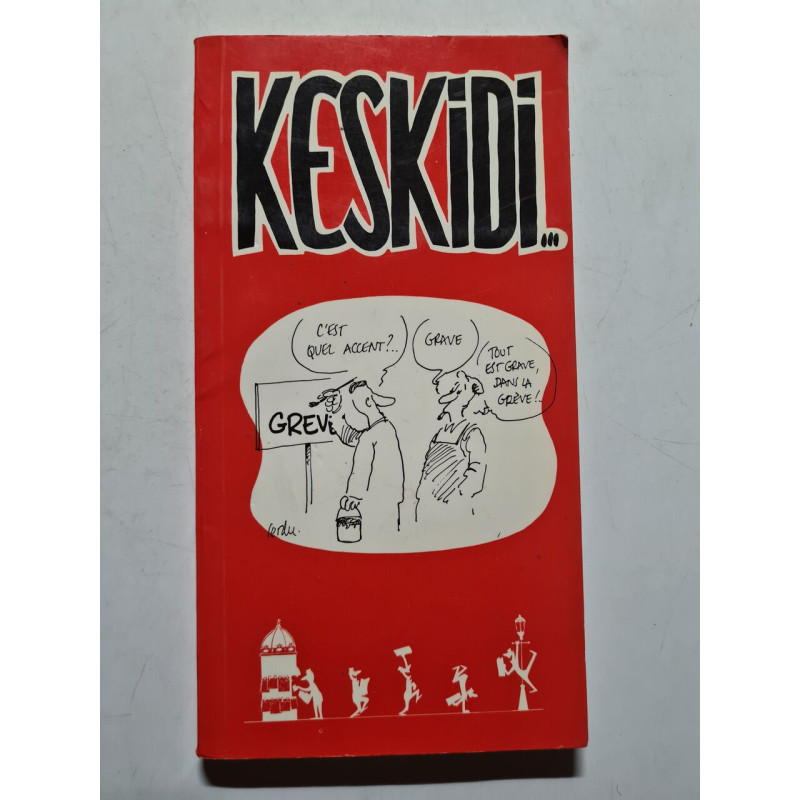 KESKiDi...
C'EST
QUEL ACCENT?..
GRAVE
TOUT
EST GRAVE,
DANS LA
GRÈVE!..
GREVE